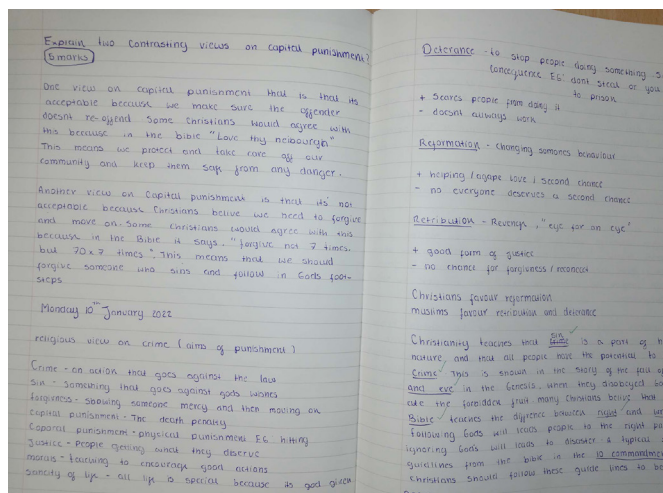 Explain two Contrasting views on capital punishment?
5 marks
One view on capital punishment that is that its
acceptable because we make sure the offender
doesnt re-offend some Christians would agree with
this because in the bible "Love thy neibourgh"
This means we protect and take care off our
community and keep them safe from any danger.
Another view on Capital punishment is that its' not
acceptable because Christians belive we need to forgive
and move on. Some Christians would agree with this
because in the Bible it says, "forgive not 7 times.
but 70x7 times". This means that we should
forgive someone who sins and follow in Gods foot-
steps
Monday 10th January 2022
religious view on crime (aims of punishment)
Crime - an action that goes against the law
sin - Something that goes against gods wishes
forgivness - Showing someone mercy and then moving on
capital punishment - The death penalty
Coporal punishment - physical punishment EG hitting
Justice - People getting what they deserve
morals - teaching to encourage good actions
sancity of life - all life is special because its god given
Deterance - to stop people doing something
Concequence EG: dont steal or you
to prison
+ Scares people from doing it
- doesnt always work
Reformation - Changing somones behaviour
+ helping / agape love / second chance
- no everyone deserves a second chance
Retribution - Revenge, "eye for an eye"
+ good form of justice
- no chance for forgivness / reconcile
Christians favour reformation
muslims favour retribution and deterance
Christianity teaches that sin is a part of
nature, and that all people have the potential to
Crime. This is shown in the story of the fall of
and eve in the Genesis, when they disobeyed
the forbidden fruit many Christians belive that
Bible teaches the diffrence between right and
Following Gods will leads people to the right
ignoring Gods will leads to disaster a typical
guidlines from the bible in the 10 commandments
Christians should follow these guide lines to be